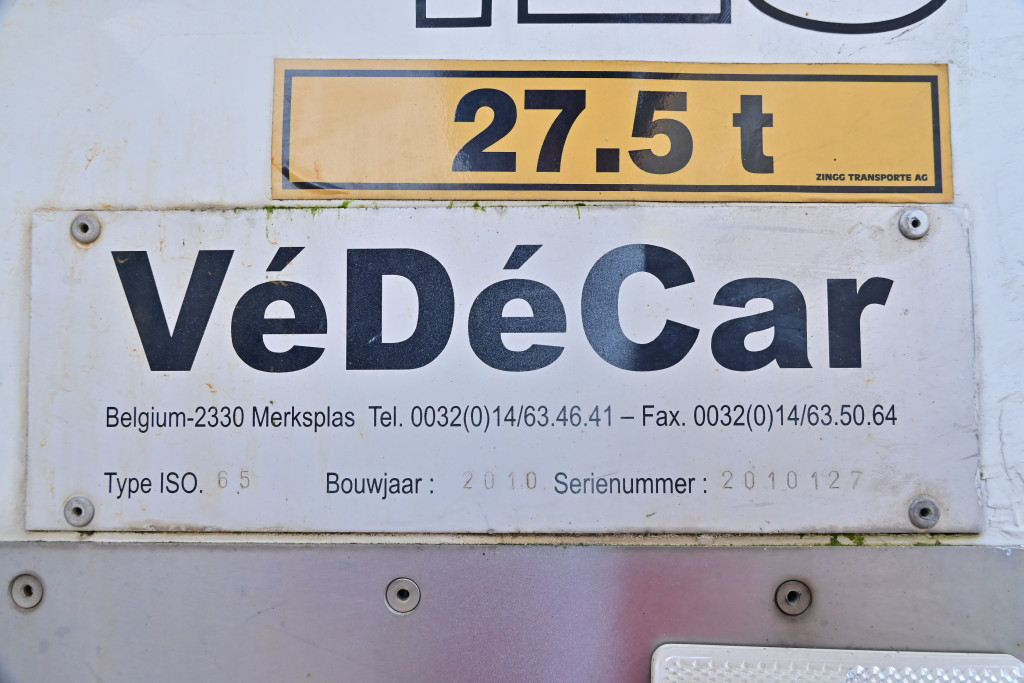 27.5 t
ZINGG TRANSPORTE AG
VéDéCar
Belgium-2330 Merksplas Tel. 0032(0)14/63.46.41 – Fax. 0032(0)14/63.50.64
Type ISO. 65 Bouwjaar : 2010 Serienummer : 2010127